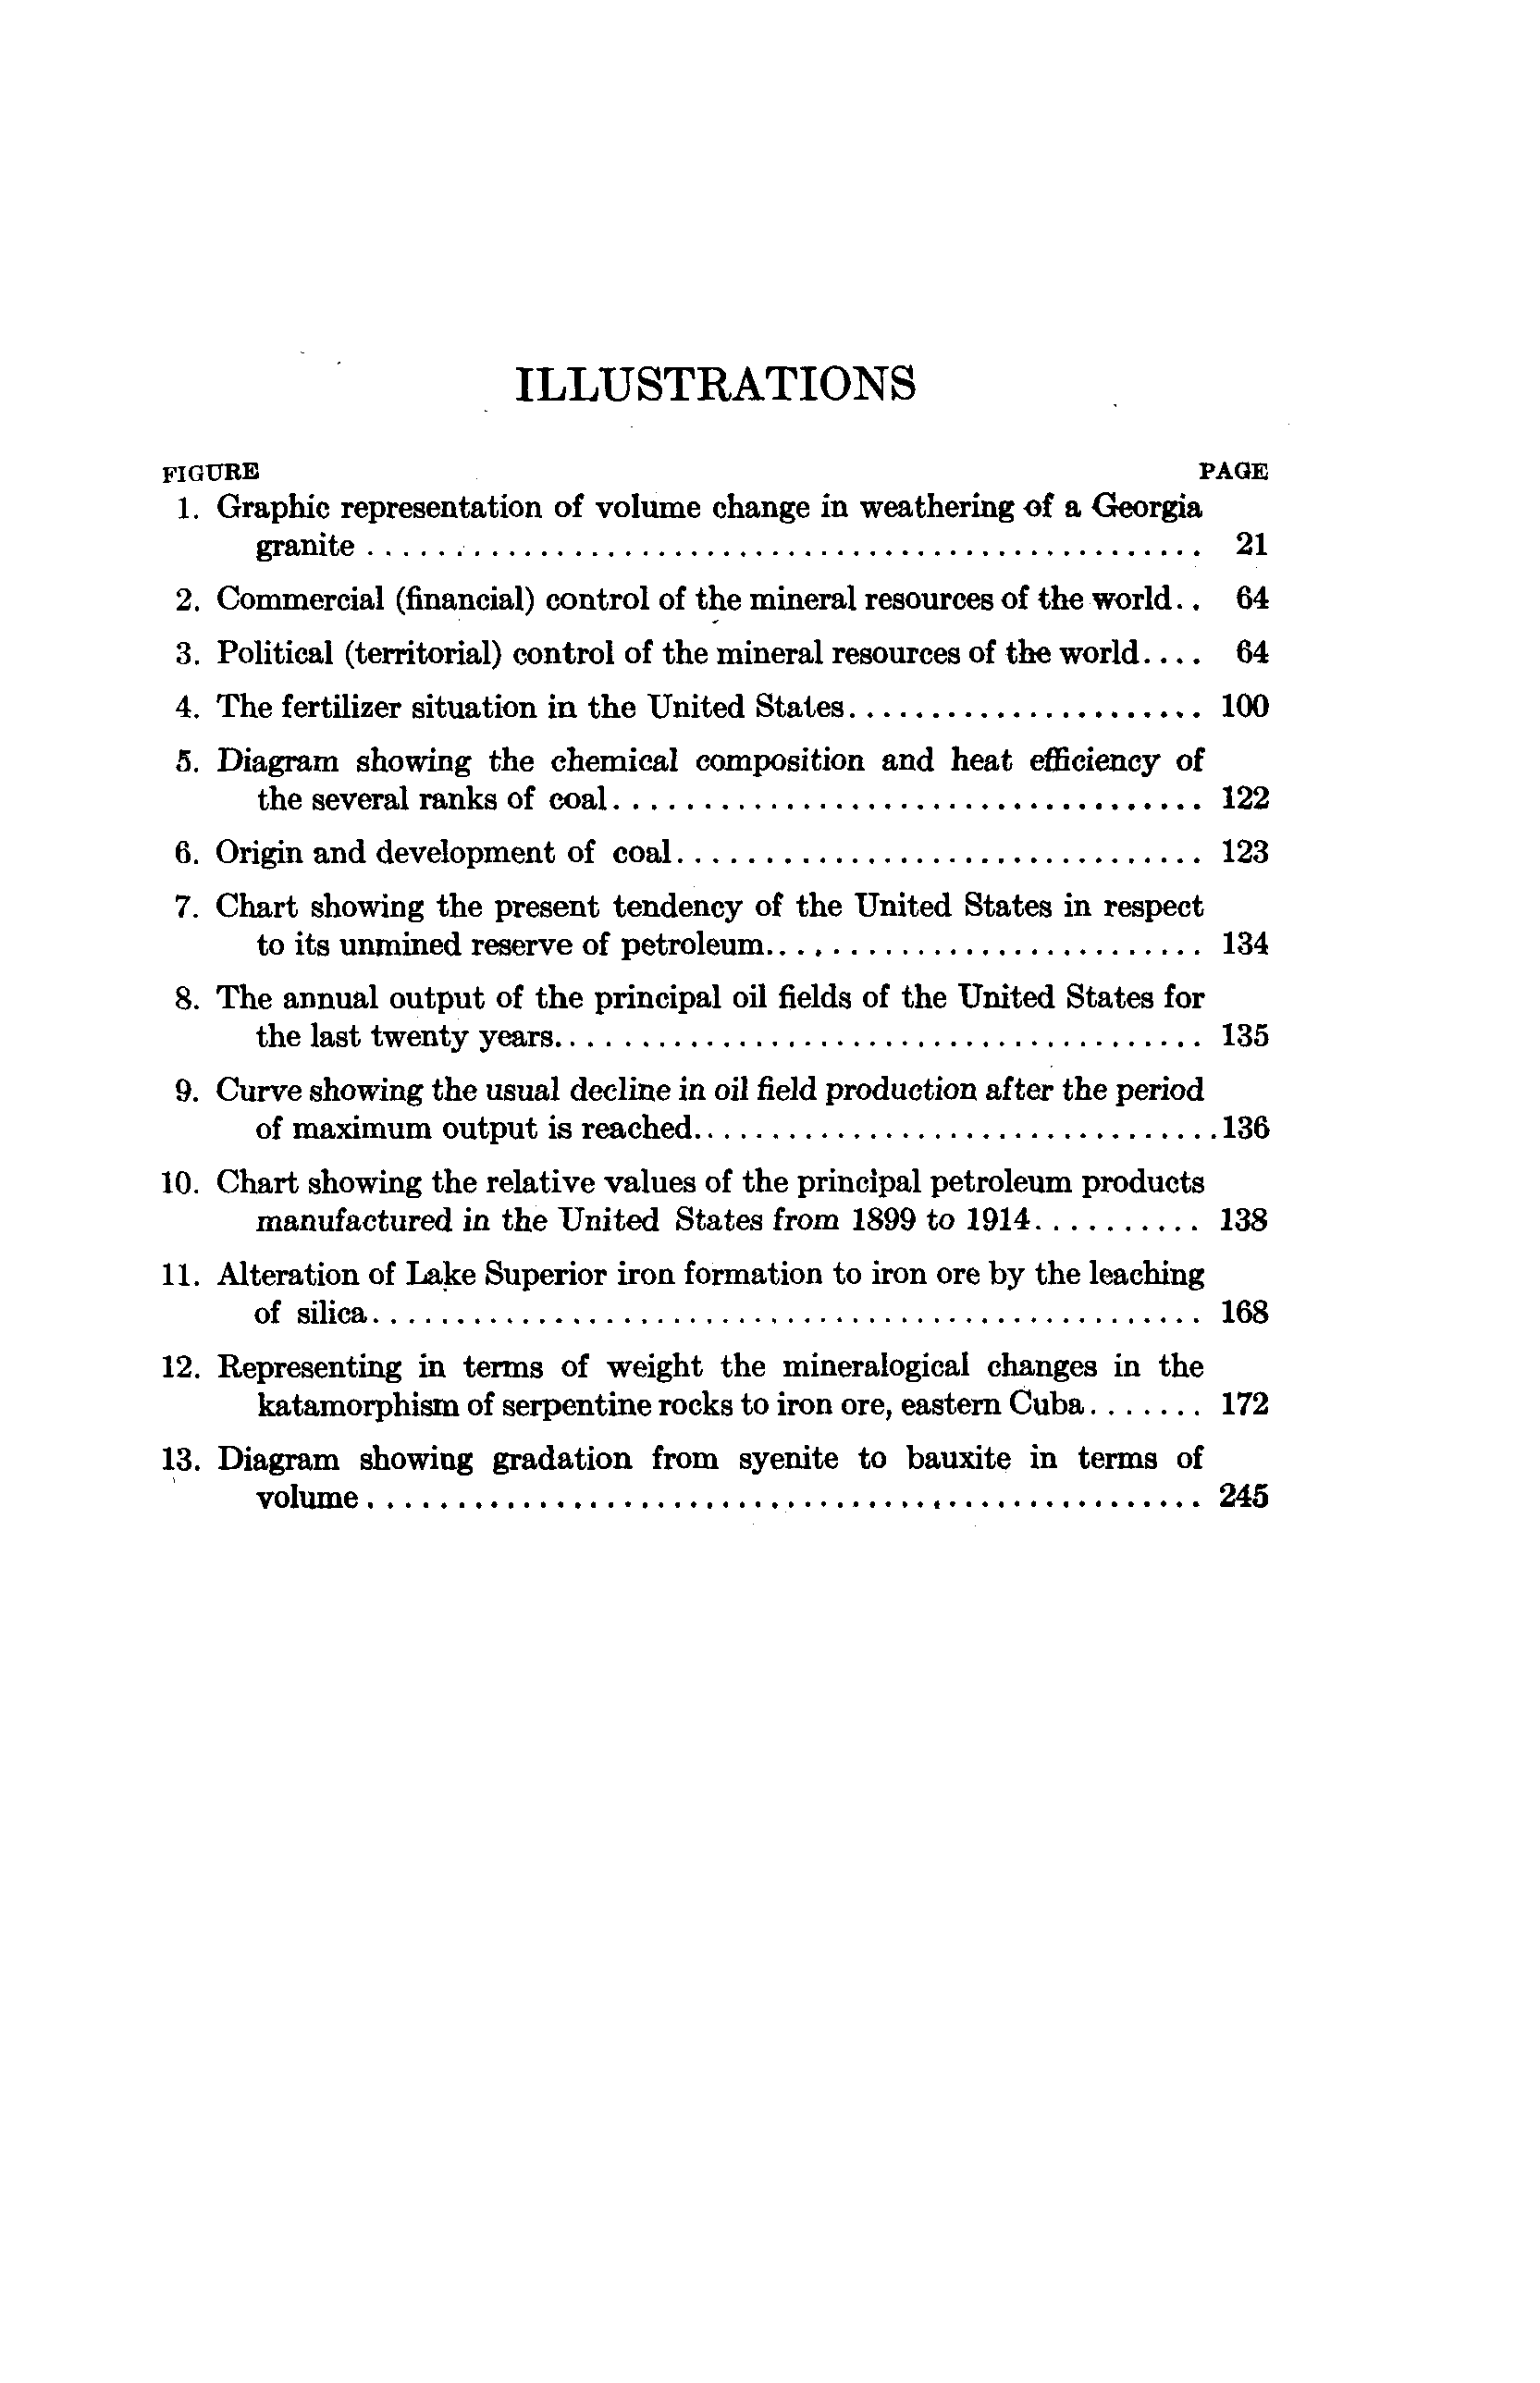 ILLUSTRATIONS
FIGURE PAGE
1. Graphic representation of volume change in weathering of a Georgia
granite .................................................. 21
2. Commercial (financial) control of the mineral resources of the world.. 64
3. Political (territorial) control of the mineral resources of the world.... 64
4. The fertilizer situation in the United States...................... 100
5. Diagram showing the chemical composition and heat efficiency of
the several ranks of coal.................................... 122
6. Origin and development of coal................................ 123
7. Chart showing the present tendency of the United States in respect
to its unmined reserve of petroleum........................... 134
8. The annual output of the principal oil fields of the United States for
the last twenty years........................................ 135
9. Curve showing the usual decline in oil field production after the period
of maximum output is reached.................................136
10. Chart showing the relative values of the principal petroleum products
manufactured in the United States from 1899 to 1914.......... 138
11. Alteration of Lake Superior iron formation to iron ore by the leaching
of silica................................................... 168
12. Representing in terms of weight the mineralogical changes in the
katamorphism of serpentine rocks to iron ore, eastern Cuba....... 172
13. Diagram showing gradation from syenite to bauxite in terms of
volume .................................................. 245